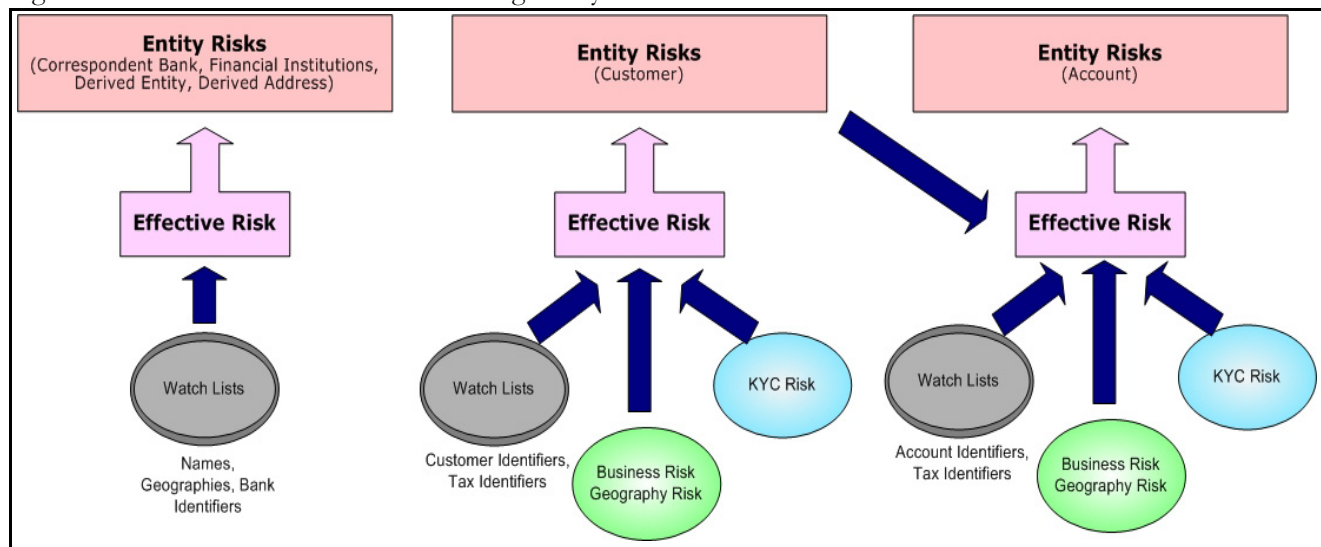 Entity Risks
(Correspondent Bank, Financial Institutions,
Derived Entity, Derived Address)
Effective Risk
Watch Lists
Names,
Geographies, Bank
Identifiers
Entity Risks
(Customer)
Effective Risk
Watch Lists
Customer Identifiers,
Tax Identifiers
Business Risk
Geography Risk
KYC Risk
Entity Risks
(Account)
Effective Risk
Watch Lists
Account Identifiers,
Tax Identifiers
Business Risk
Geography Risk
KYC Risk